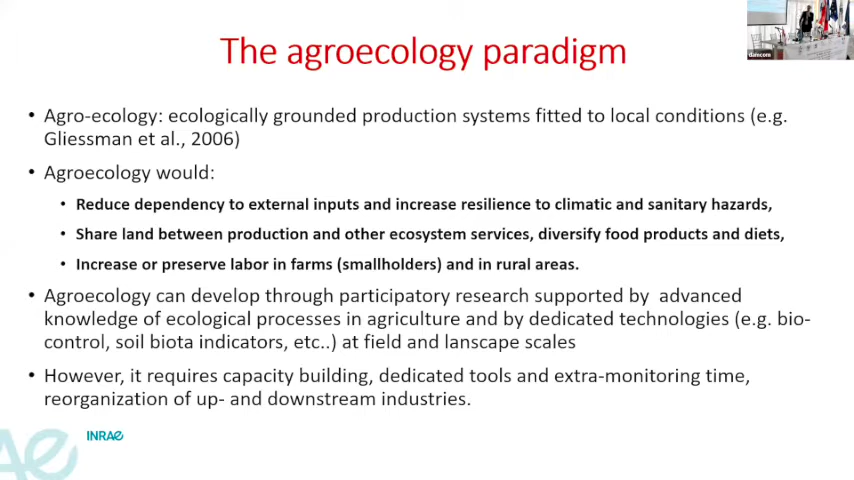 The agroecology paradigm
• Agro-ecology: ecologically grounded production systems fitted to local conditions (e.g.
Gliessman et al., 2006)
• Agroecology would:
• Reduce dependency to external inputs and increase resilience to climatic and sanitary hazards,
• Share land between production and other ecosystem services, diversify food products and diets,
• Increase or preserve labor in farms (smallholders) and in rural areas.
• Agroecology can develop through participatory research supported by advanced
knowledge of ecological processes in agriculture and by dedicated technologies (e.g. bio-
control, soil biota indicators, etc..) at field and lanscape scales
• However, it requires capacity building, dedicated tools and extra-monitoring time,
reorganization of up- and downstream industries.
INRAE